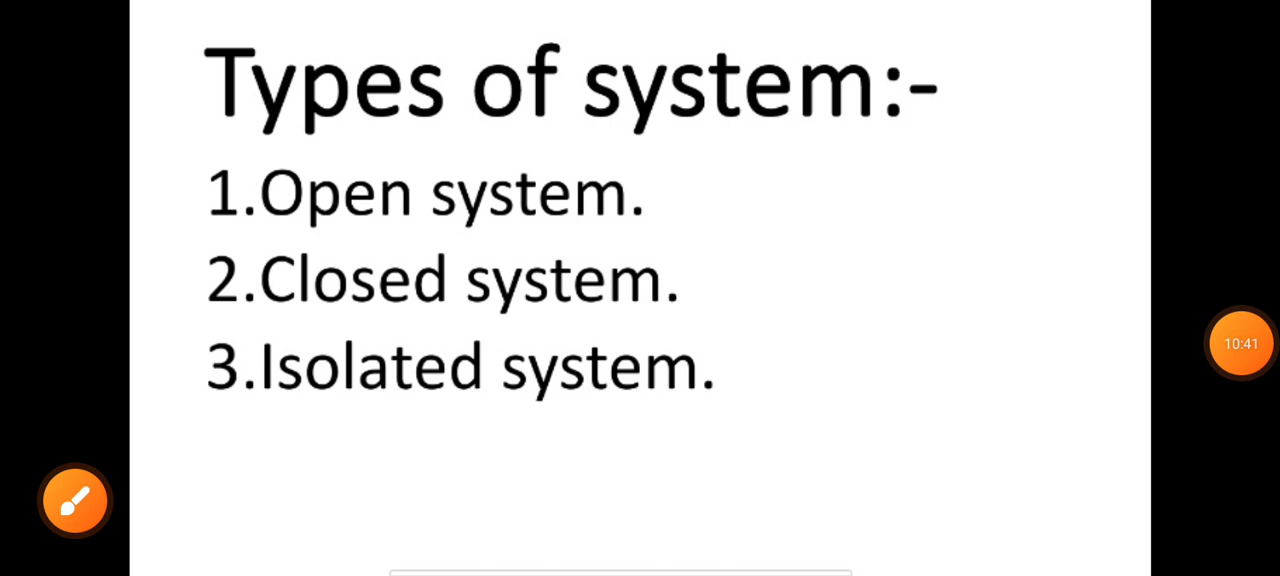 Types of system:-
1.Open system.
2.Closed system.
3.Isolated system.
10:41